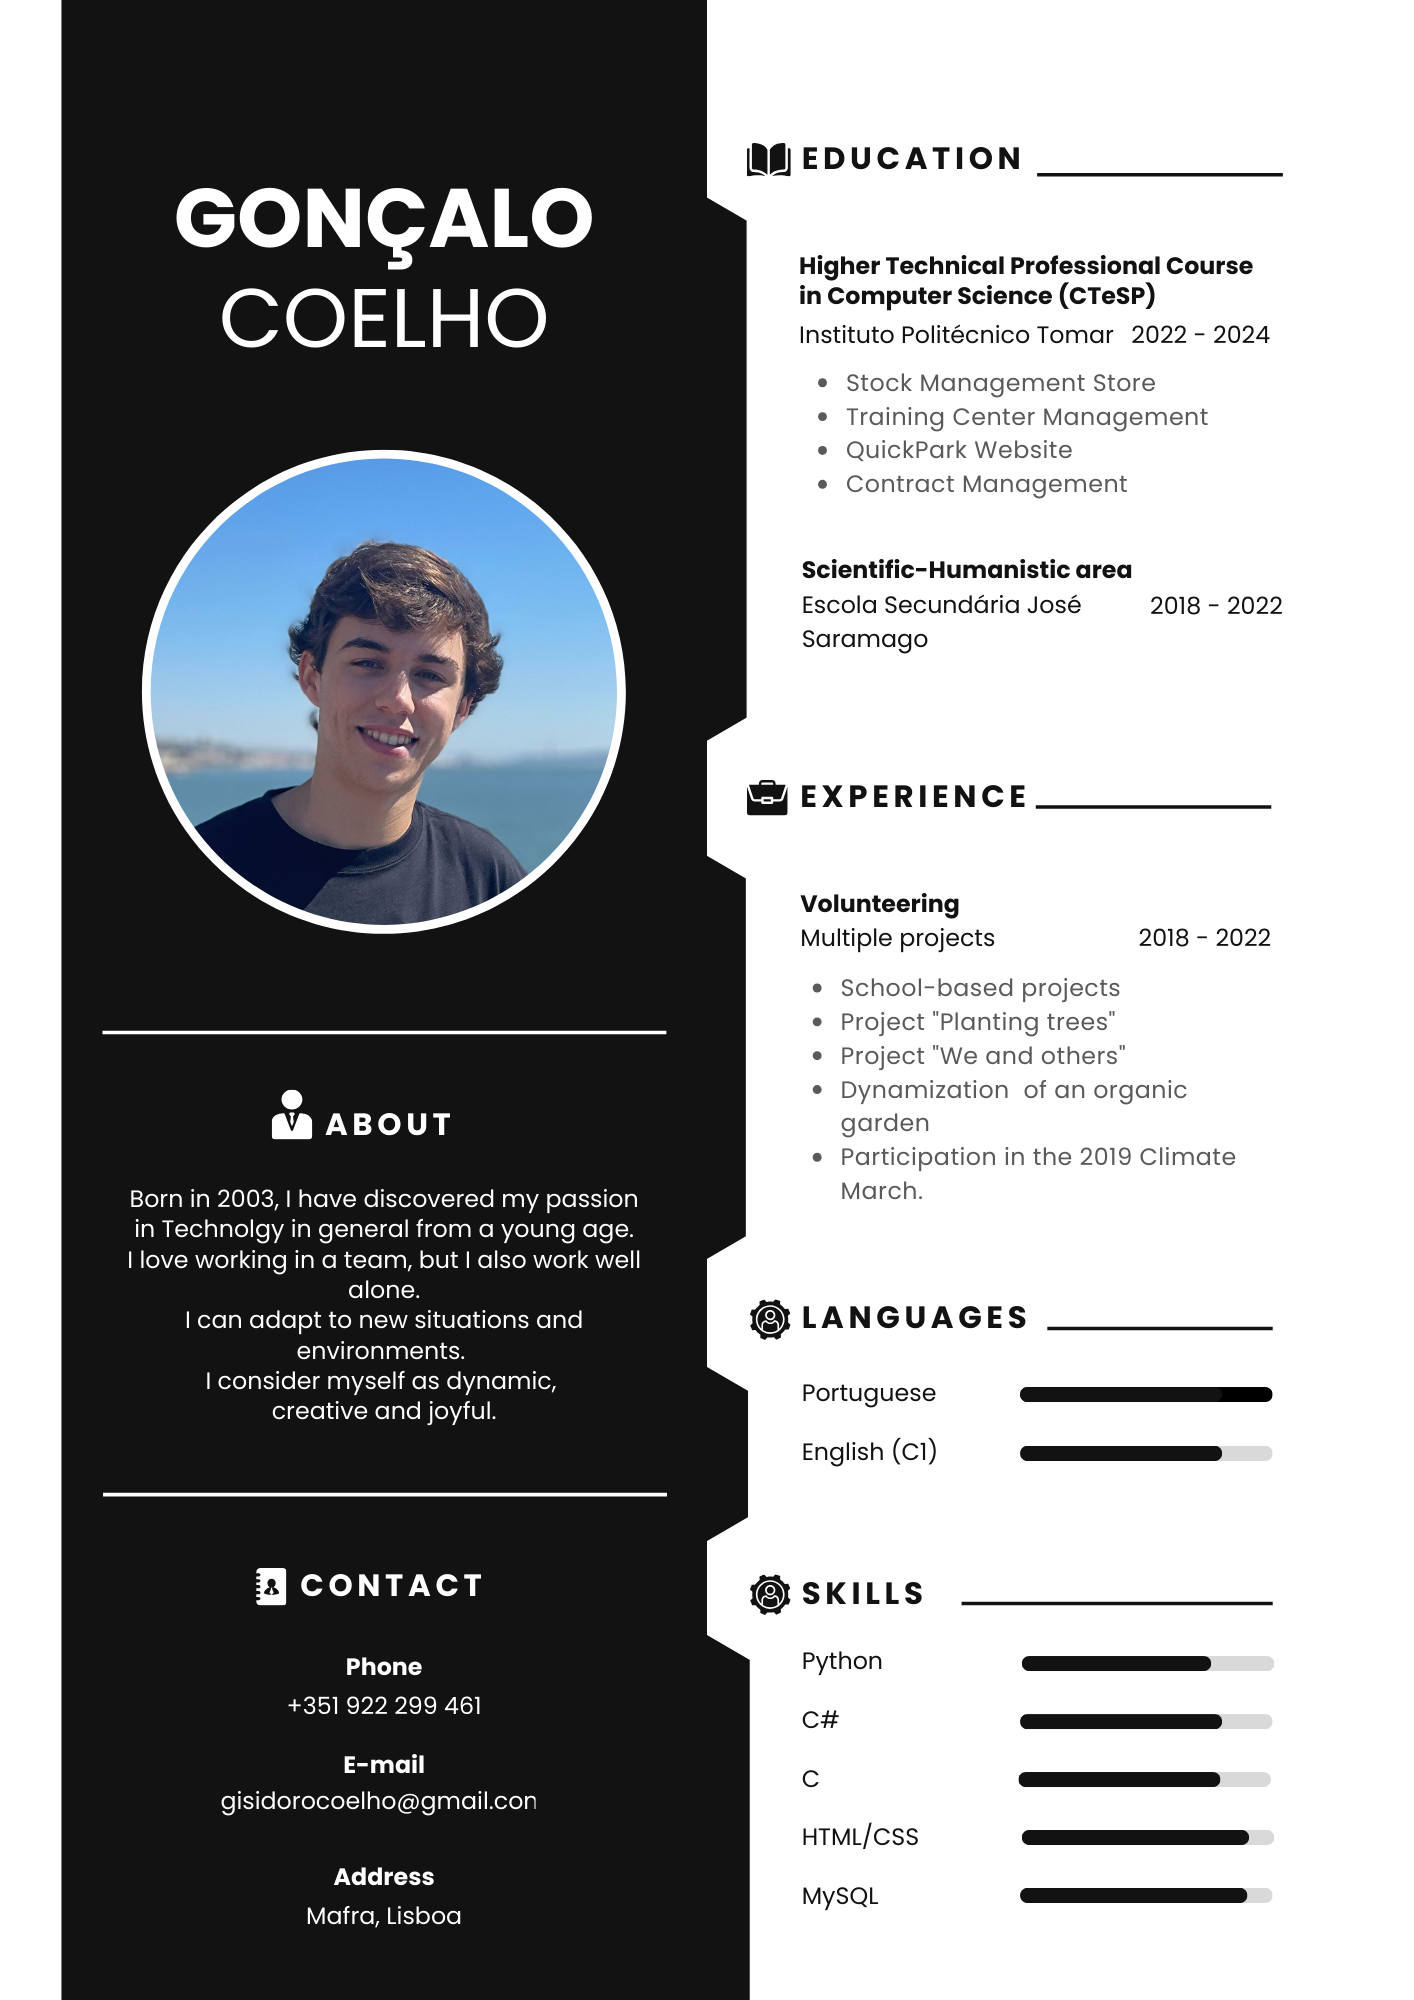 GONÇALO
COELHO
ABOUT
Born in 2003, I have discovered my passion
in Technolgy in general from a young age.
I love working in a team, but I also work well
alone.
I can adapt to new situations and
environments.
I consider myself as dynamic,
creative and joyful.
CONTACT
Phone
+351 922 299 461
E-mail
gisidorocoelho@gmail.con
Address
Mafra, Lisboa
EDUCATION
Higher Technical Professional Course
in Computer Science (CTeSP)
Instituto Politécnico Tomar 2022 - 2024
• Stock Management Store
• Training Center Management
• QuickPark Website
• Contract Management
Scientific-Humanistic area
Escola Secundária José 2018 - 2022
Saramago
EXPERIENCE
Volunteering
Multiple projects 2018 - 2022
• School-based projects
• Project "Planting trees"
• Project "We and others"
• Dynamization of an organic
garden
• Participation in the 2019 Climate
March.
LANGUAGES
Portuguese
English (C1)
SKILLS
Python
C#
C
HTML/CSS
MySQL